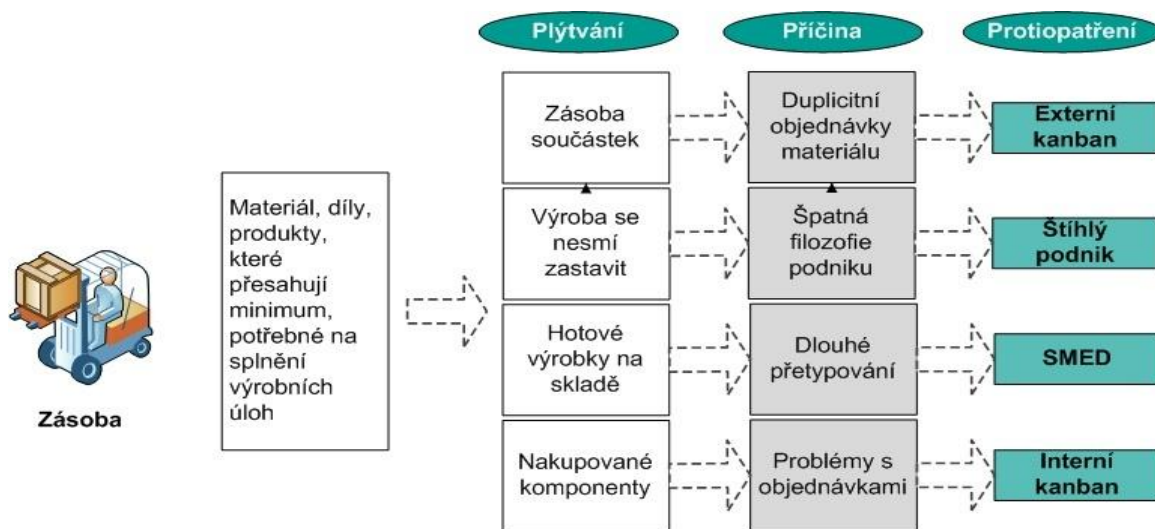 Plýtvání
Příčina
Protiopatření
Zásoba
součástek
Duplicitní
objednávky
materiálu
Externí
kanban
Materiál, díly,
produkty,
které
přesahují
minimum,
potřebné na
splnění
výrobních
úloh
Zásoba
Výroba se
nesmí
zastavit
Špatná
filozofie
podniku
Štíhlý
podnik
Hotové
výrobky na
skladě
Dlouhé
přetypování
SMED
Nakupované
komponenty
Problémy s
objednávkami
Interní
kanban